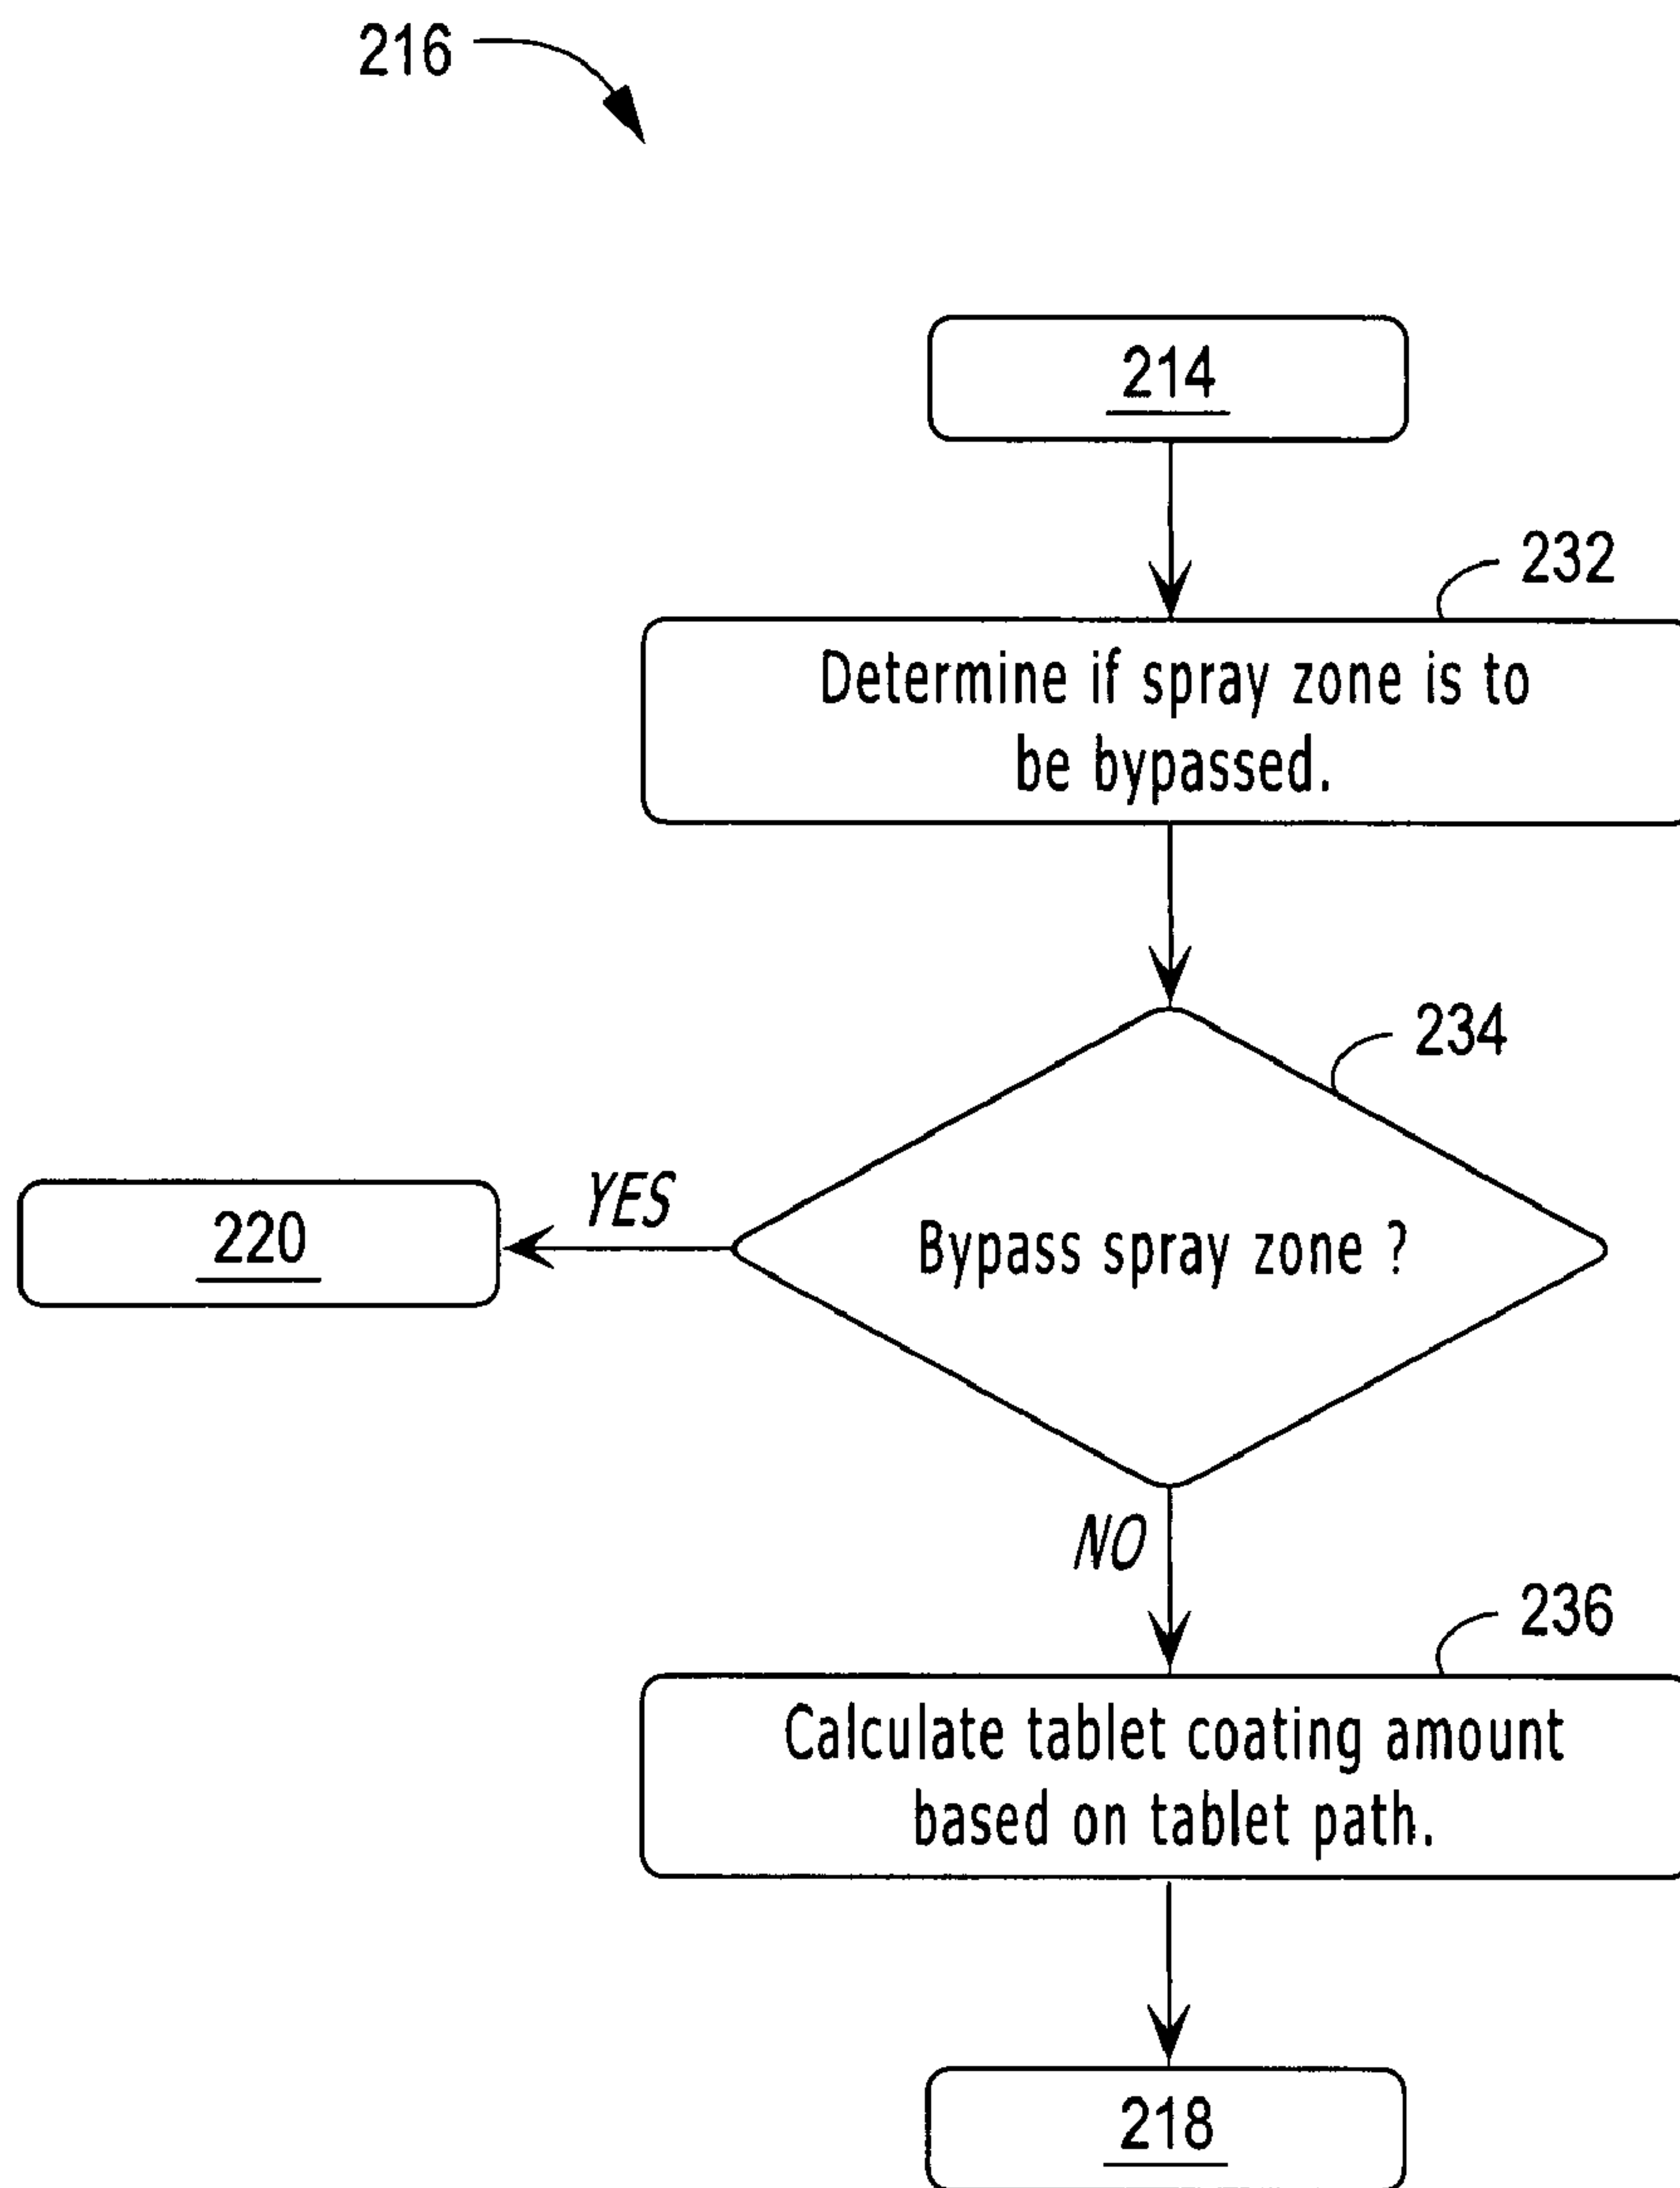 216
214
232
Determine if spray zone is to
be bypassed.
234
Bypass spray zone ?
YES
220
NO
236
Calculate tablet coating amount
based on tablet path.
218